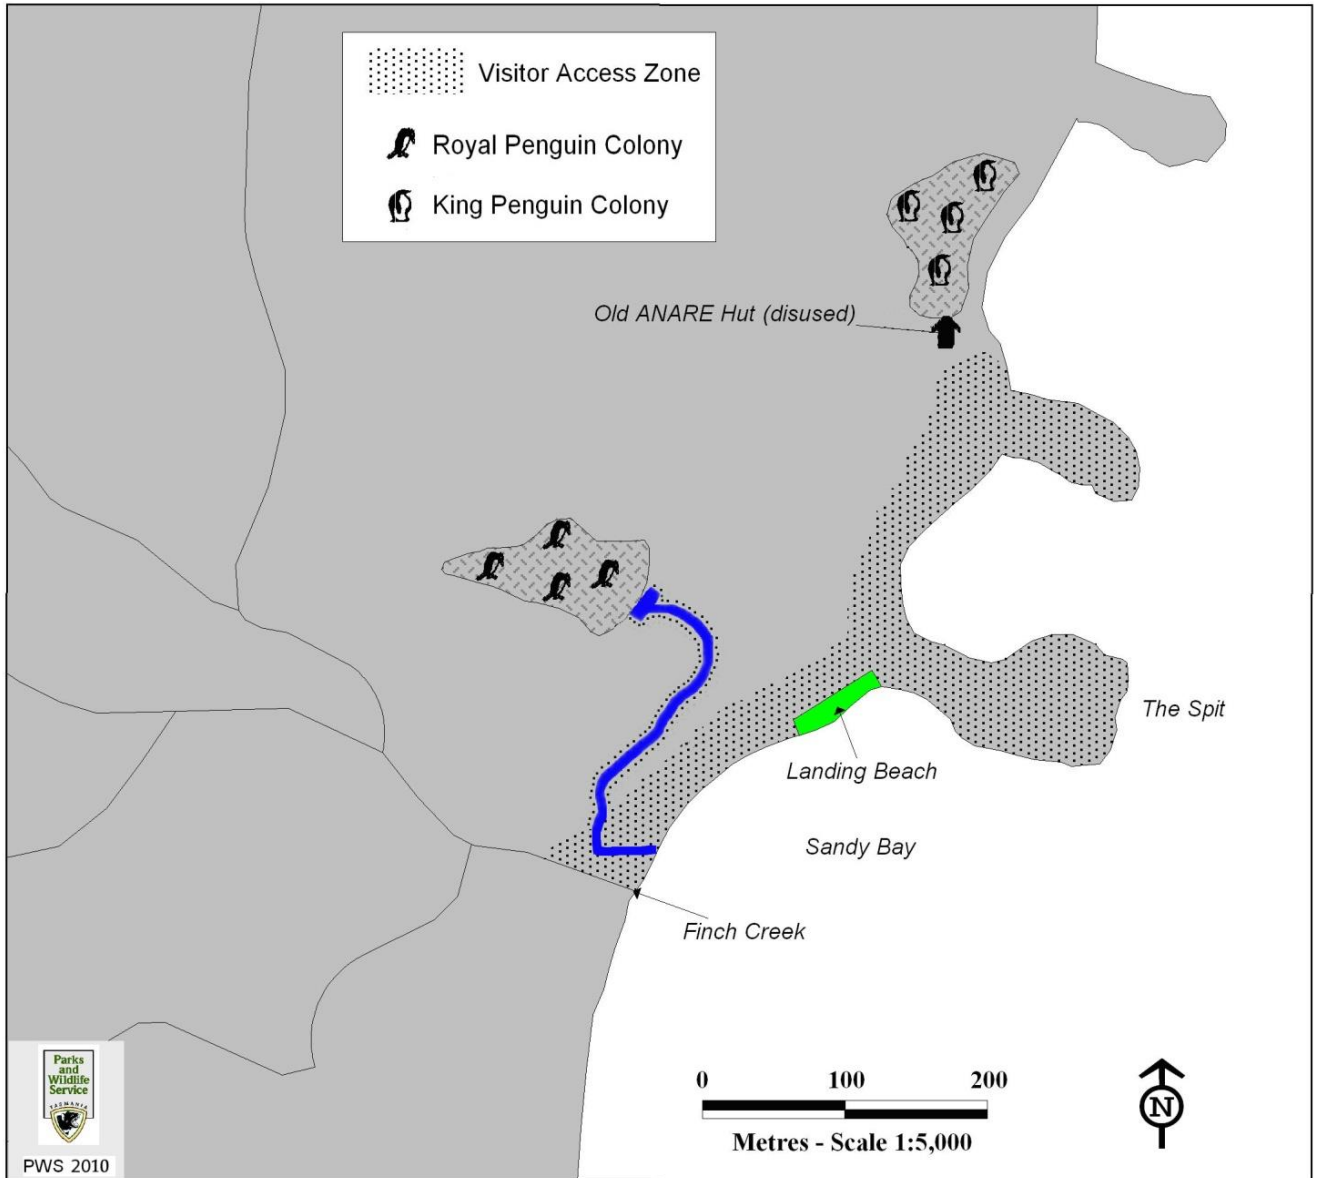 Visitor Access Zone
Royal Penguin Colony
King Penguin Colony
Old ANARE Hut (disused)
The Spit
Landing Beach
Sandy Bay
Finch Creek
0 100 200
Metres - Scale 1:5,000
N
Parks
and
Wildlife
Service
TASMANIA
PWS 2010